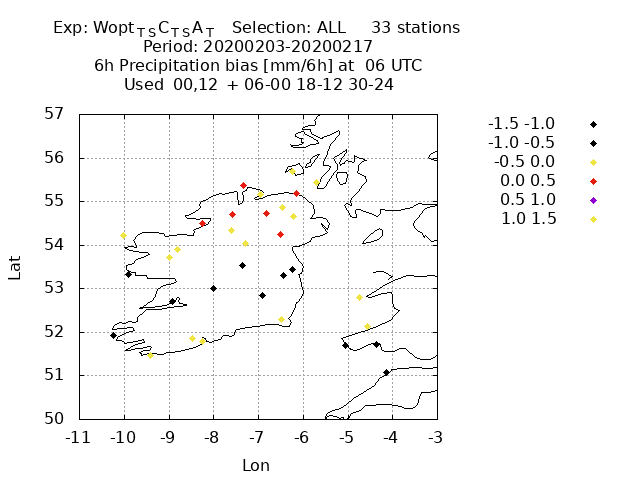 Exp: Wopt_TS C_TS A_T Selection: ALL 33 stations
Period: 20200203-20200217
6h Precipitation bias [mm/6h] at 06 UTC
Used 00,12 + 06-00 18-12 30-24
57
56
55
54
53
52
51
50
-11 -10 -9 -8 -7 -6 -5 -4 -3
Lat
Lon
-1.5 -1.0
-1.0 -0.5
-0.5 0.0
0.0 0.5
0.5 1.0
1.0 1.5